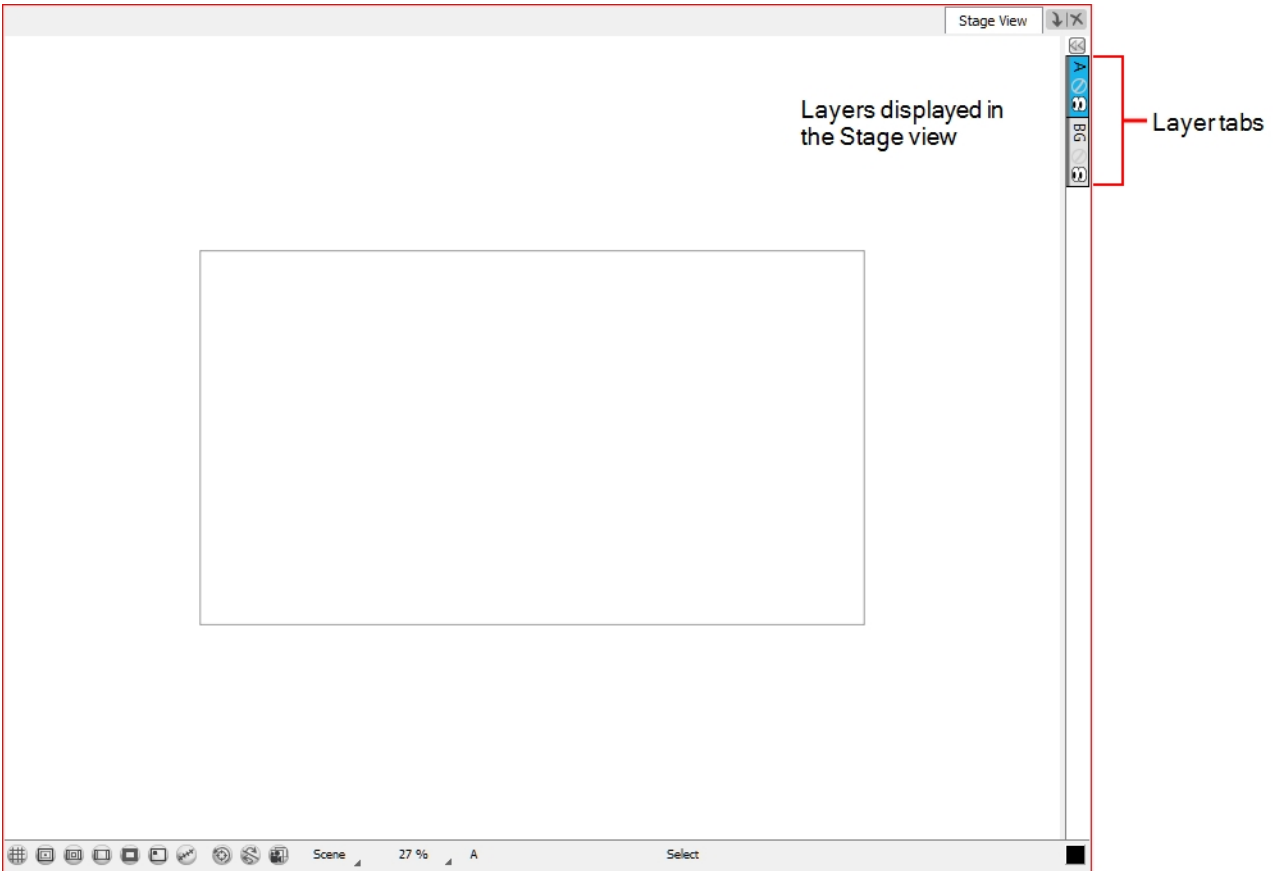 Stage View
A
BG
Layers displayed in
the Stage view
Layer tabs
Scene
27 %
A
Select